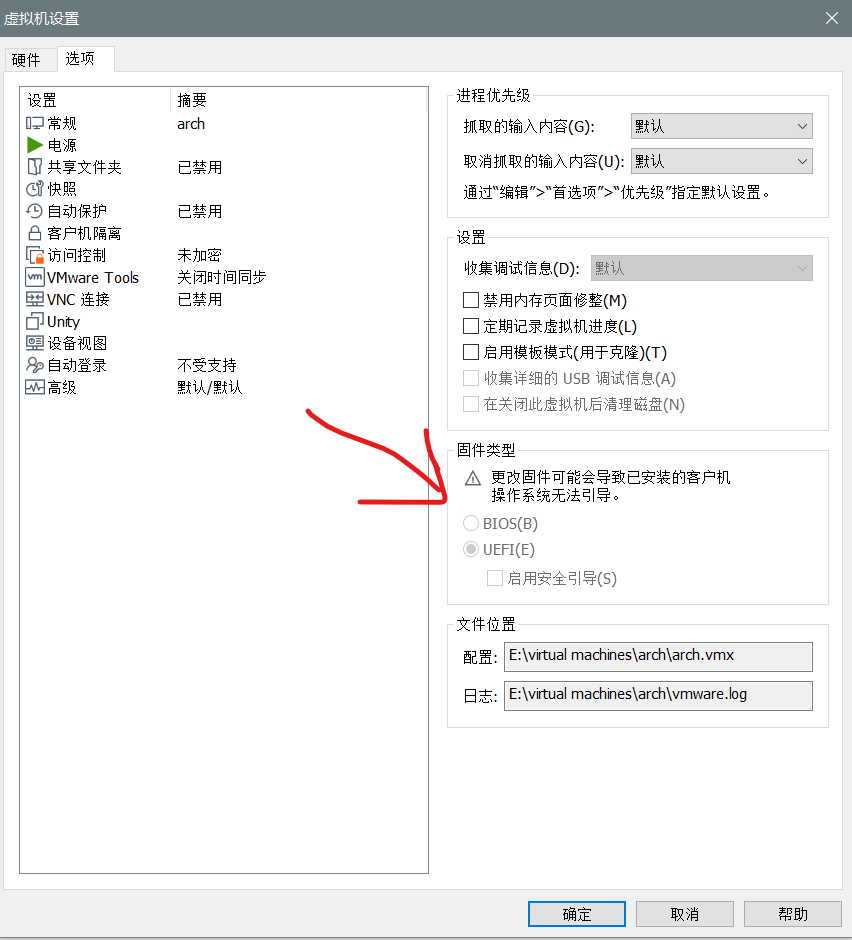 虚拟机设置
硬件 选项
设置 摘要
常规 arch
电源
共享文件夹 已禁用
快照
自动保护 已禁用
客户机隔离
访问控制 未加密
vm VMware Tools 关闭时间同步
VNC 连接 已禁用
Unity
设备视图
自动登录 不受支持
高级 默认/默认
进程优先级
抓取的输入内容(G): 默认
取消抓取的输入内容(U): 默认
通过“编辑”>“首选项”>“优先级”指定默认设置。
设置
收集调试信息(D): 默认
禁用内存页面修整(M)
定期记录虚拟机进度(L)
启用模板模式(用于克隆)(T)
收集详细的 USB 调试信息(A)
在关闭此虚拟机后清理磁盘(N)
固件类型
更改固件可能会导致已安装的客户机
操作系统无法引导。
BIOS(B)
UEFI(E)
启用安全引导(S)
文件位置
配置: E:\virtual machines\arch\arch.vmx
日志: E:\virtual machines\arch\vmware.log
确定 取消 帮助